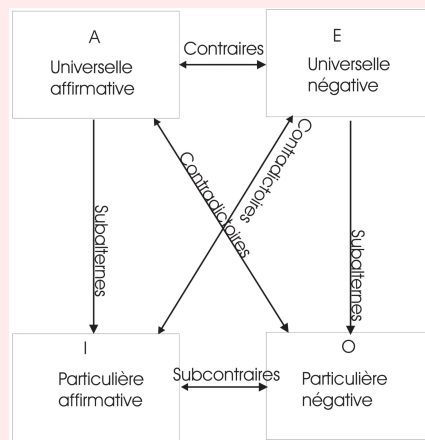 A
Universelle
affirmative
Contraires
E
Universelle
négative
Contradictoires
Contradictoires
Subalternes
Subalternes
I
Particulière
affirmative
Subcontraires
O
Particulière
négative